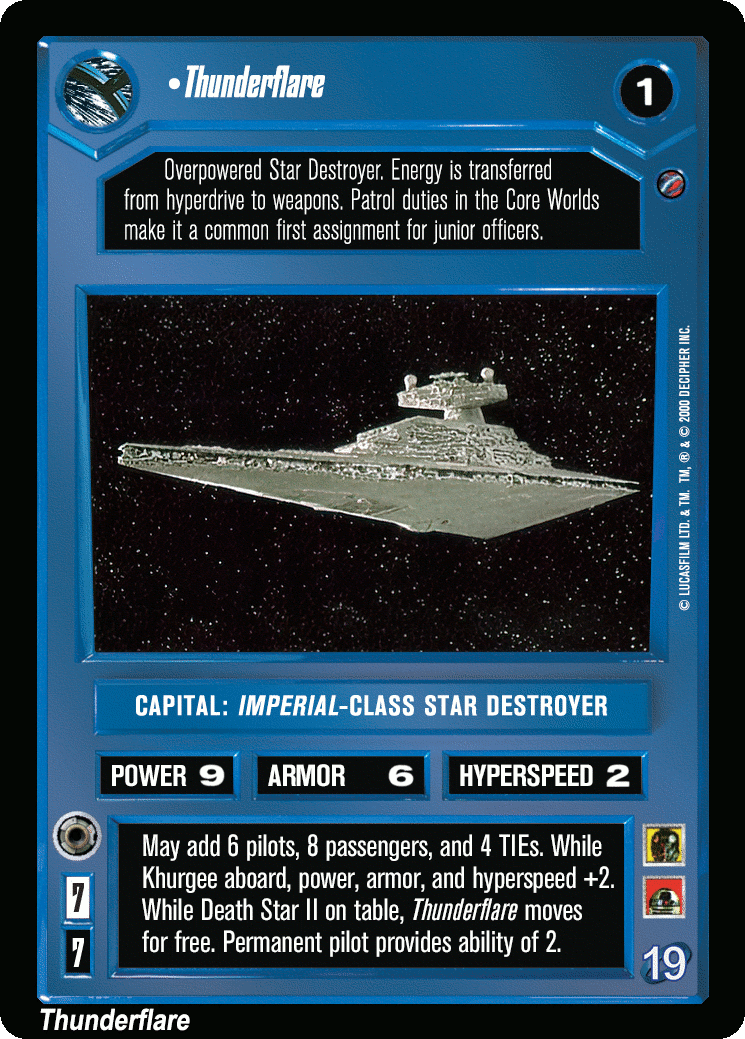 •Thunderflare
1
Overpowered Star Destroyer. Energy is transferred
from hyperdrive to weapons. Patrol duties in the Core Worlds
make it a common first assignment for junior officers.
© LUCASFILM LTD. & TM. TM, ® & © 2000 DECIPHER INC.
CAPITAL: IMPERIAL-CLASS STAR DESTROYER
POWER 9 ARMOR 6 HYPERSPEED 2
May add 6 pilots, 8 passengers, and 4 TIEs. While
Khurgee aboard, power, armor, and hyperspeed +2.
While Death Star II on table, Thunderflare moves
for free. Permanent pilot provides ability of 2.
7
7
19
Thunderflare